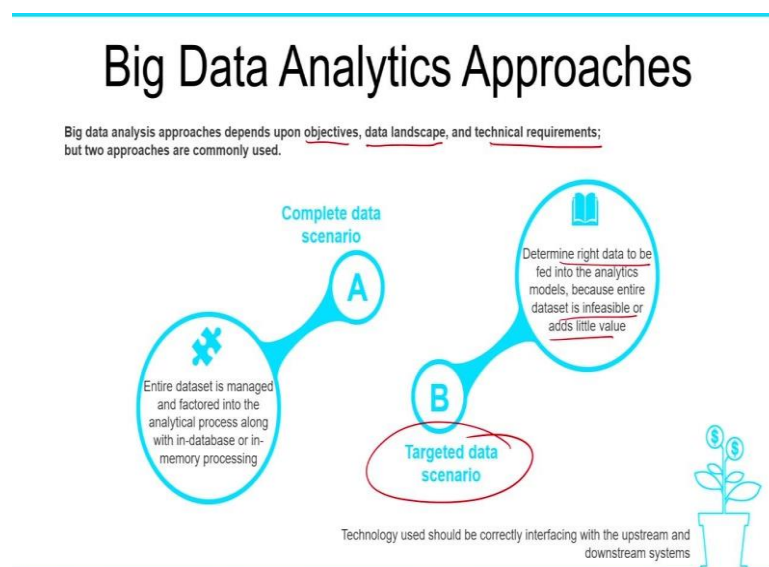 Big Data Analytics Approaches
Big data analysis approaches depends upon objectives, data landscape, and technical requirements;
but two approaches are commonly used.
Complete data
scenario
A
Entire dataset is managed
and factored into the
analytical process along
with in-database or in-
memory processing
Determine right data to be
fed into the analytics
models, because entire
dataset is infeasible or
adds little value
B
Targeted data
scenario
$
$
Technology used should be correctly interfacing with the upstream and
downstream systems